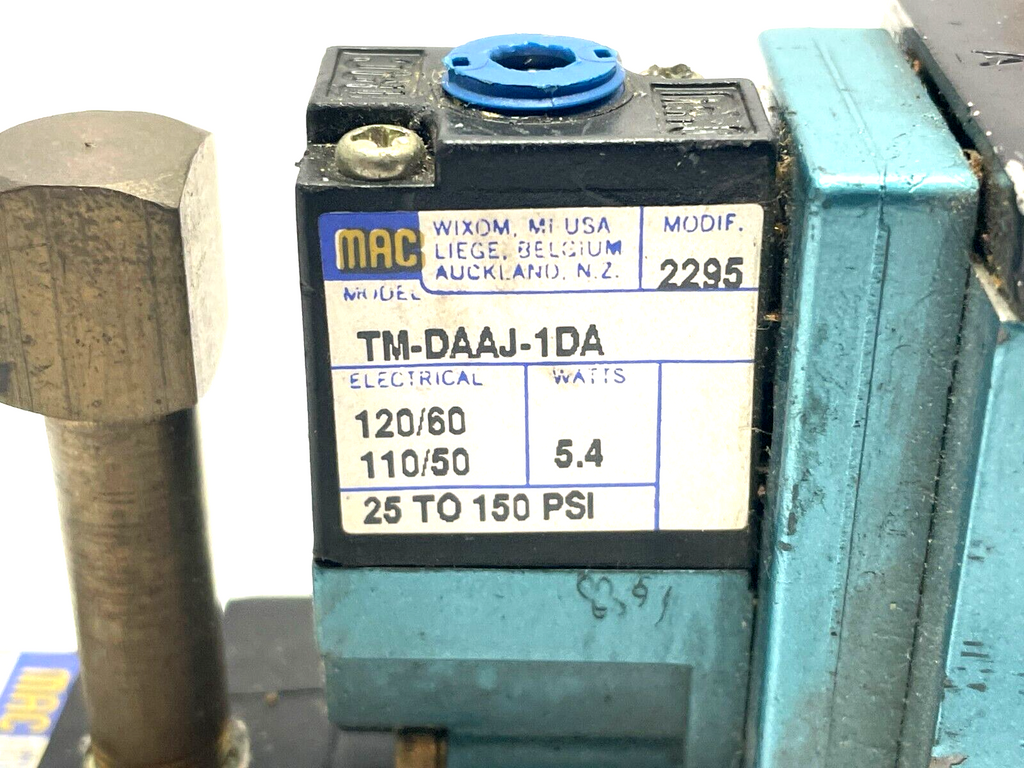 MAC
WIXOM, MI USA
LIEGE, BELGIUM
AUCKLAND, N.Z.
MODIF.
2295
MODEL
TM-DAAJ-1DA
ELECTRICAL
WATTS
120/60
110/50
5.4
25 TO 150 PSI
MAC